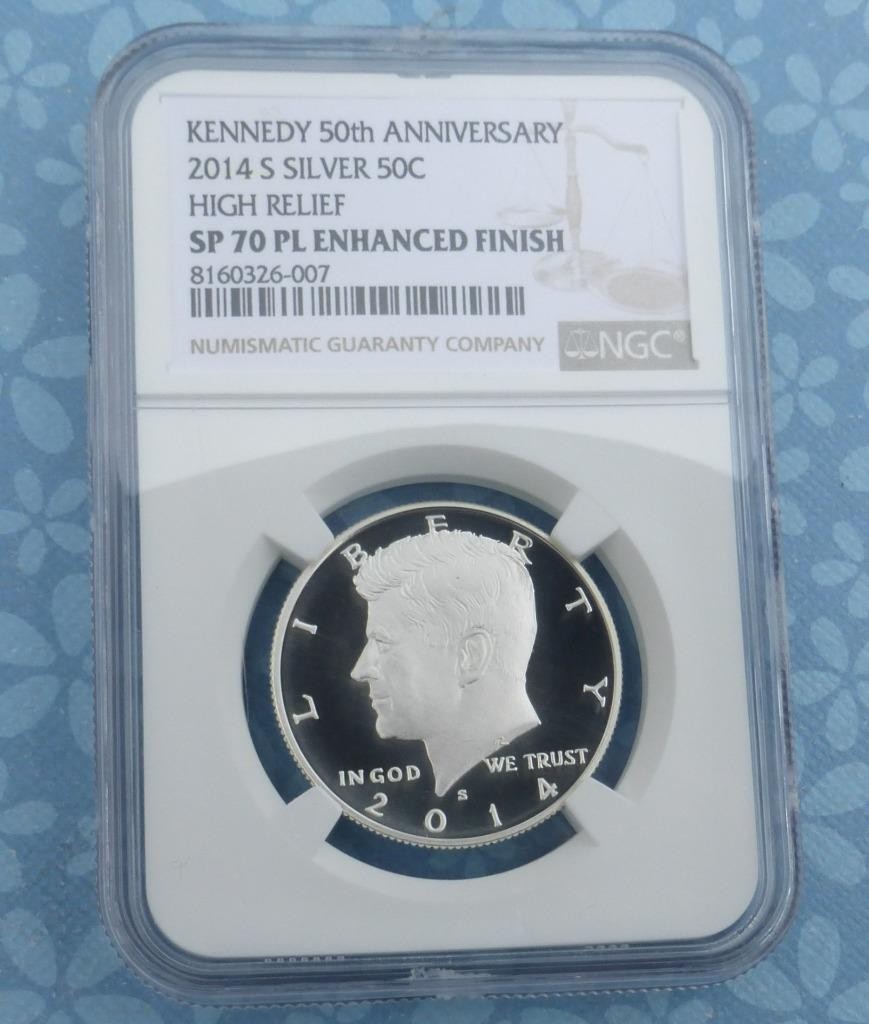 KENNEDY 50th ANNIVERSARY
2014 S SILVER 50C
HIGH RELIEF
SP 70 PL ENHANCED FINISH
8160326-007
NUMISMATIC GUARANTY COMPANY
NGC®
LIBERTY
IN GOD WE TRUST
S
2014